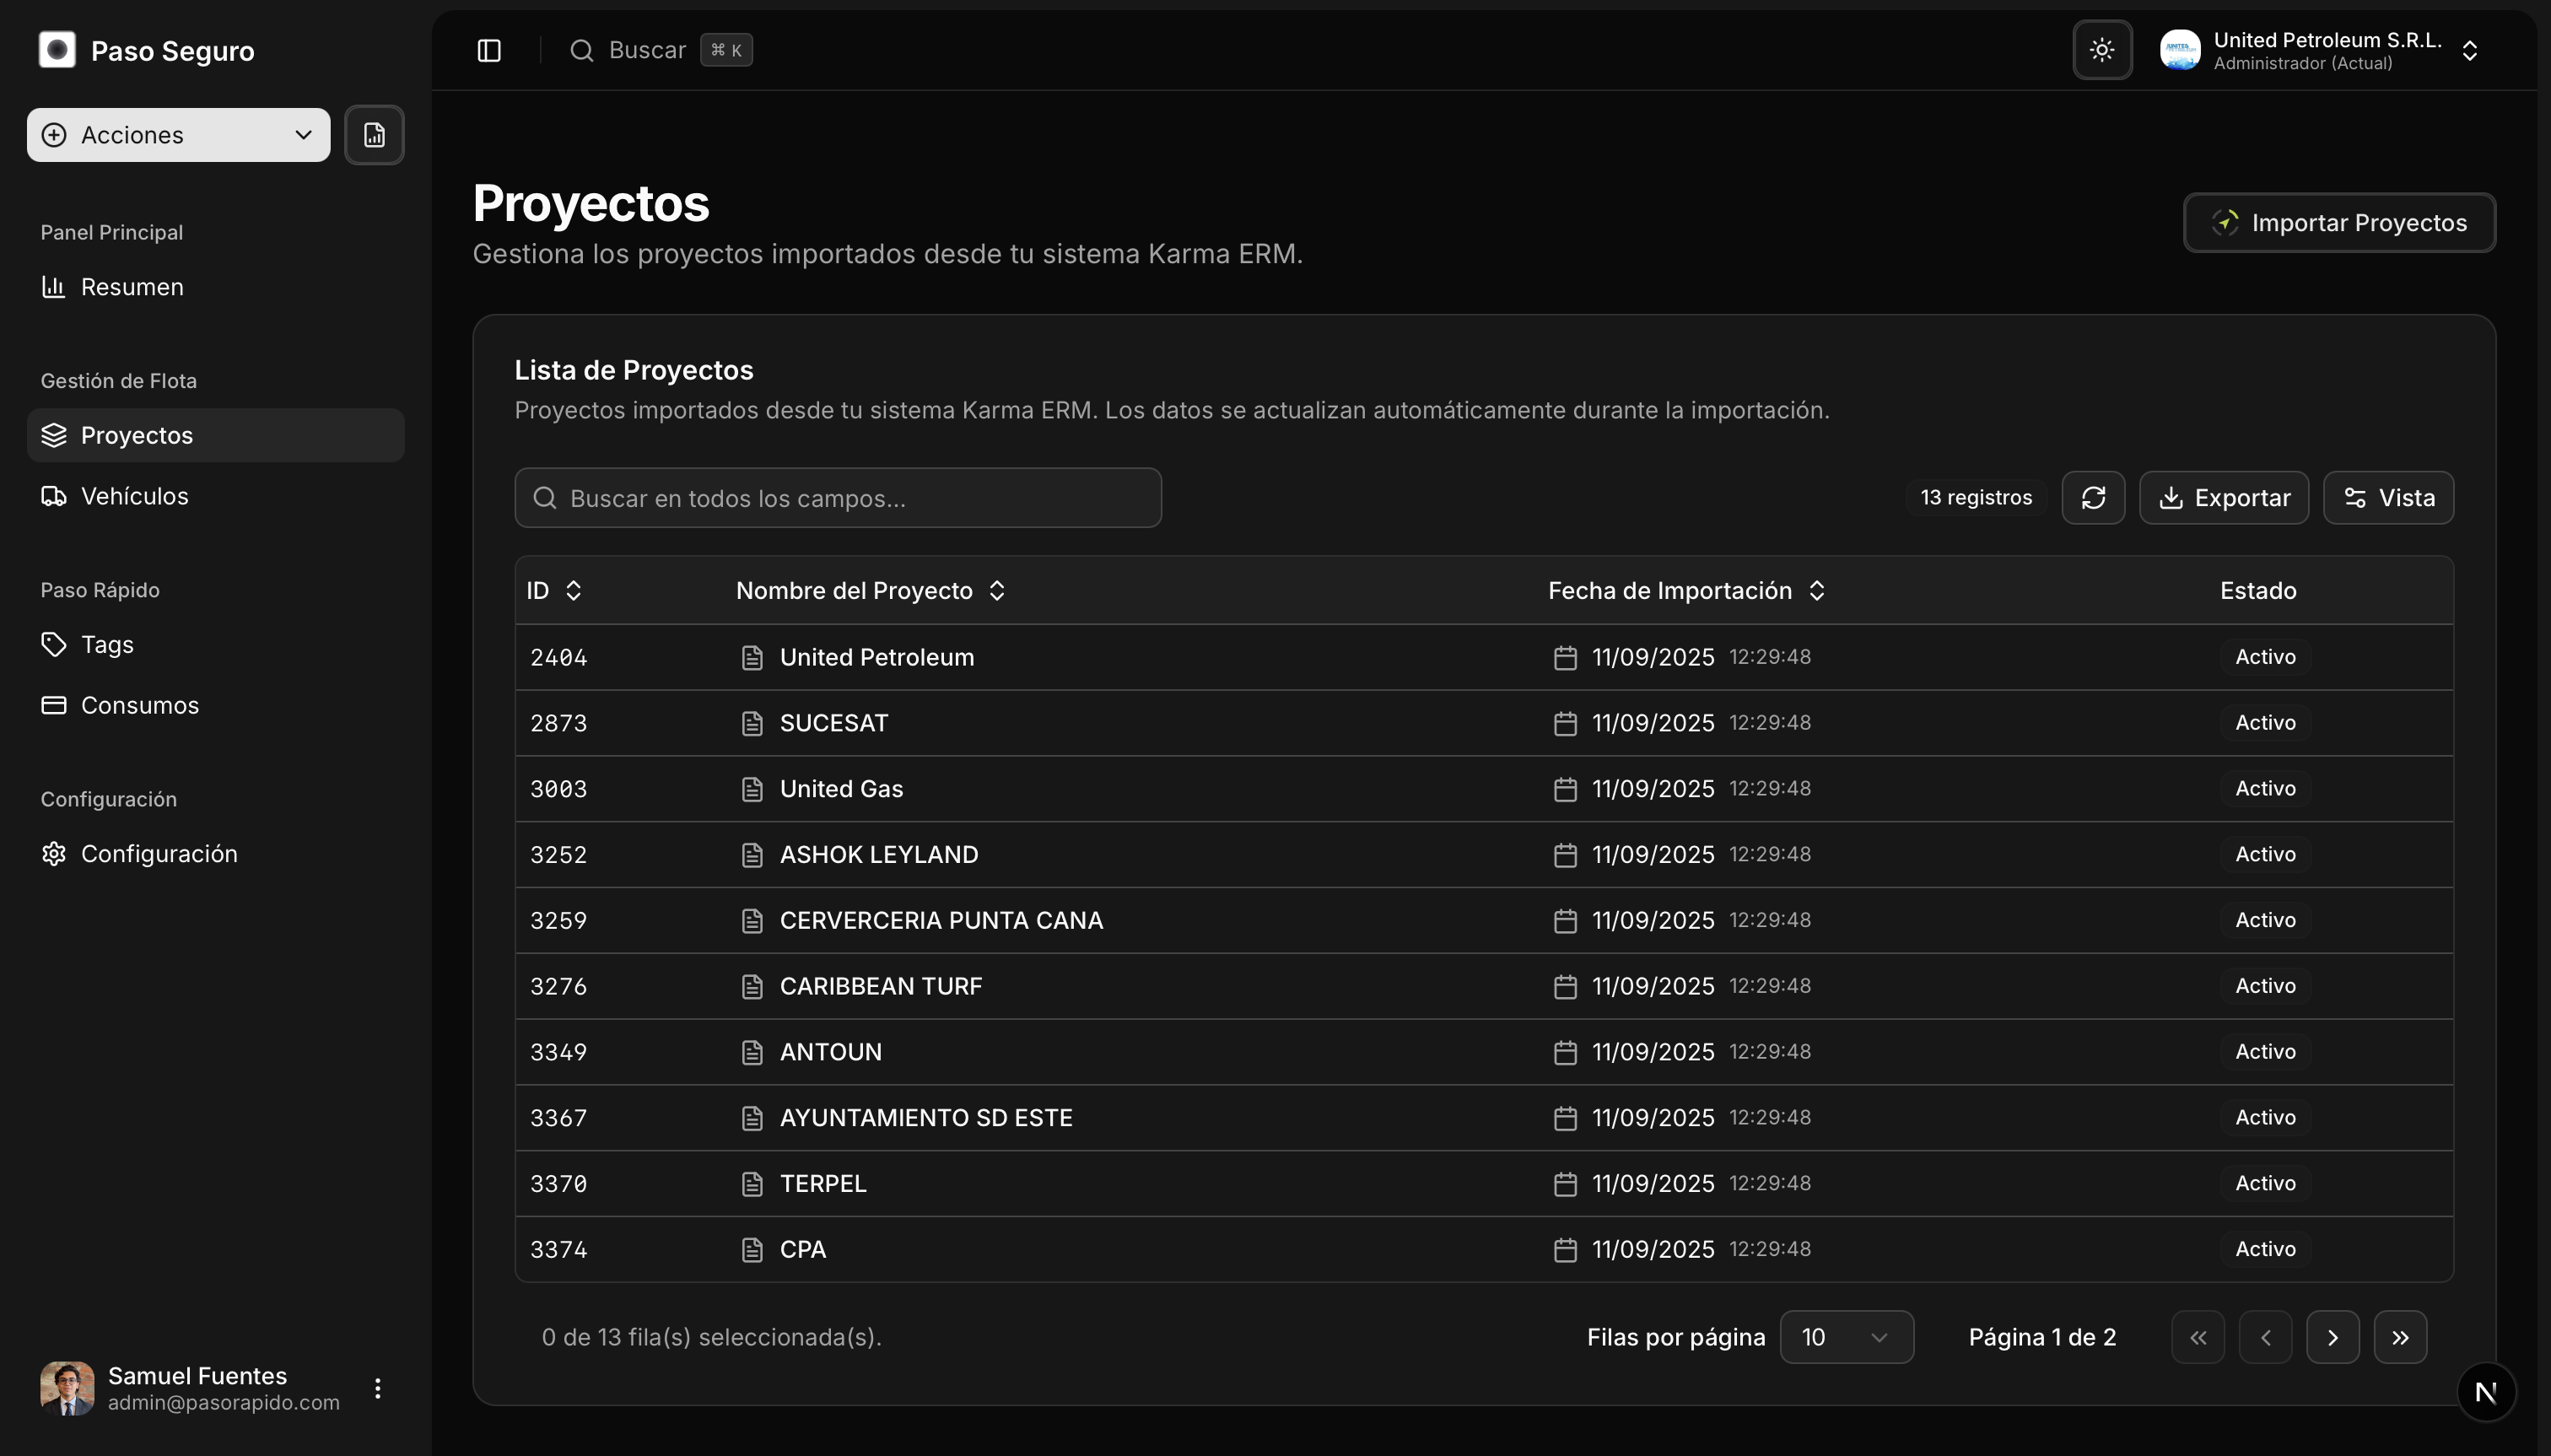 Paso Seguro
Acciones
Panel Principal
Resumen
Gestión de Flota
Proyectos
Vehículos
Paso Rápido
Tags
Consumos
Configuración
Configuración
Samuel Fuentes
admin@pasorapido.com
Buscar ⌘ K
United Petroleum S.R.L.
Administrador (Actual)
Proyectos
Gestiona los proyectos importados desde tu sistema Karma ERM.
Importar Proyectos
Lista de Proyectos
Proyectos importados desde tu sistema Karma ERM. Los datos se actualizan automáticamente durante la importación.
Buscar en todos los campos... 13 registros Exportar Vista
ID Nombre del Proyecto Fecha de Importación Estado
2404 United Petroleum 11/09/2025 12:29:48 Activo
2873 SUCESAT 11/09/2025 12:29:48 Activo
3003 United Gas 11/09/2025 12:29:48 Activo
3252 ASHOK LEYLAND 11/09/2025 12:29:48 Activo
3259 CERVERCERIA PUNTA CANA 11/09/2025 12:29:48 Activo
3276 CARIBBEAN TURF 11/09/2025 12:29:48 Activo
3349 ANTOUN 11/09/2025 12:29:48 Activo
3367 AYUNTAMIENTO SD ESTE 11/09/2025 12:29:48 Activo
3370 TERPEL 11/09/2025 12:29:48 Activo
3374 CPA 11/09/2025 12:29:48 Activo
0 de 13 fila(s) seleccionada(s). Filas por página 10 Página 1 de 2
N